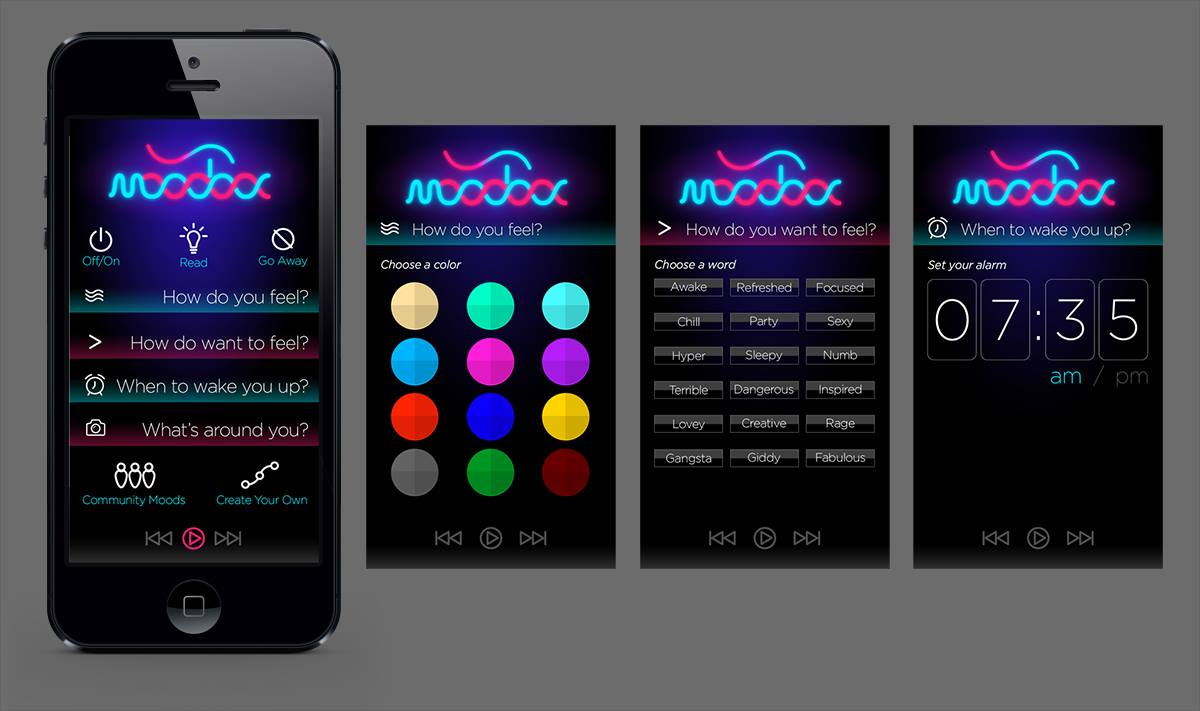 moodbox
Off/On
Read
Go Away
How do you feel?
How do want to feel?
When to wake you up?
What's around you?
Community Moods
Create Your Own
moodbox
How do you feel?
Choose a color
moodbox
How do you want to feel?
Choose a word
Awake Refreshed Focused
Chill Party Sexy
Hyper Sleepy Numb
Terrible Dangerous Inspired
Lovey Creative Rage
Gangsta Giddy Fabulous
moodbox
When to wake you up?
Set your alarm
07:35
am / pm